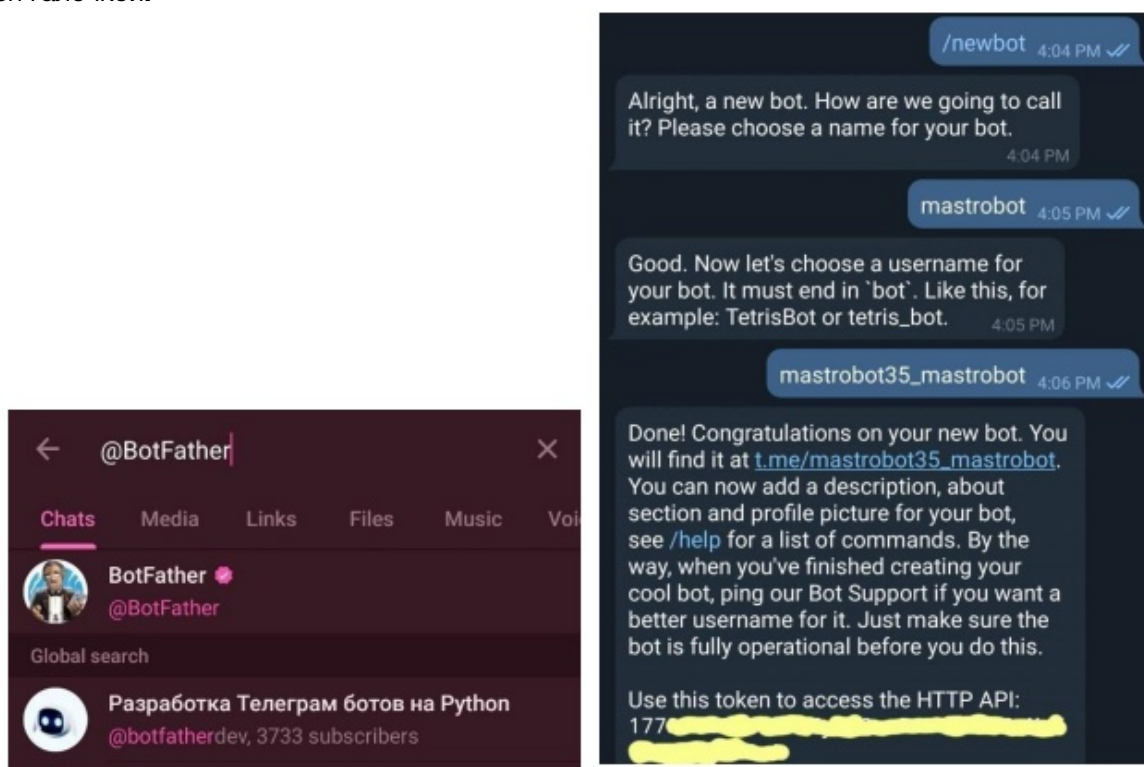 /newbot 4:04 PM
Alright, a new bot. How are we going to call
it? Please choose a name for your bot.
4:04 PM
mastrobot 4:05 PM
Good. Now let's choose a username for
your bot. It must end in `bot`. Like this, for
example: TetrisBot or tetris_bot. 4:05 PM
mastrobot35_mastrobot 4:06 PM
Done! Congratulations on your new bot. You
will find it at t.me/mastrobot35_mastrobot.
You can now add a description, about
section and profile picture for your bot,
see /help for a list of commands. By the
way, when you've finished creating your
cool bot, ping our Bot Support if you want a
better username for it. Just make sure the
bot is fully operational before you do this.
Use this token to access the HTTP API:
177
@BotFather
Chats Media Links Files Music Voi
BotFather
@BotFather
Global search
Разработка Телеграм ботов на Python
@botfatherdev, 3733 subscribers